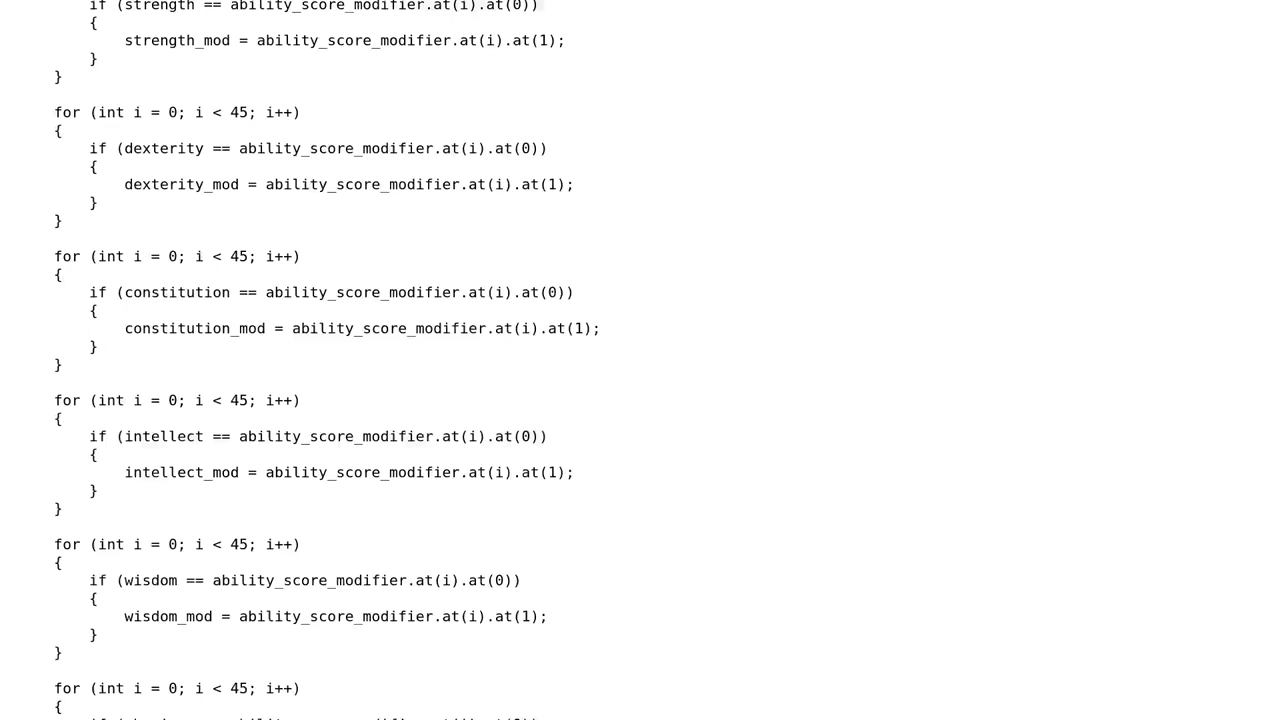 if (strength == ability_score_modifier.at(i).at(0))
{
strength_mod = ability_score_modifier.at(i).at(1);
}
}
for (int i = 0; i < 45; i++)
{
if (dexterity == ability_score_modifier.at(i).at(0))
{
dexterity_mod = ability_score_modifier.at(i).at(1);
}
}
for (int i = 0; i < 45; i++)
{
if (constitution == ability_score_modifier.at(i).at(0))
{
constitution_mod = ability_score_modifier.at(i).at(1);
}
}
for (int i = 0; i < 45; i++)
{
if (intellect == ability_score_modifier.at(i).at(0))
{
intellect_mod = ability_score_modifier.at(i).at(1);
}
}
for (int i = 0; i < 45; i++)
{
if (wisdom == ability_score_modifier.at(i).at(0))
{
wisdom_mod = ability_score_modifier.at(i).at(1);
}
}
for (int i = 0; i < 45; i++)
{